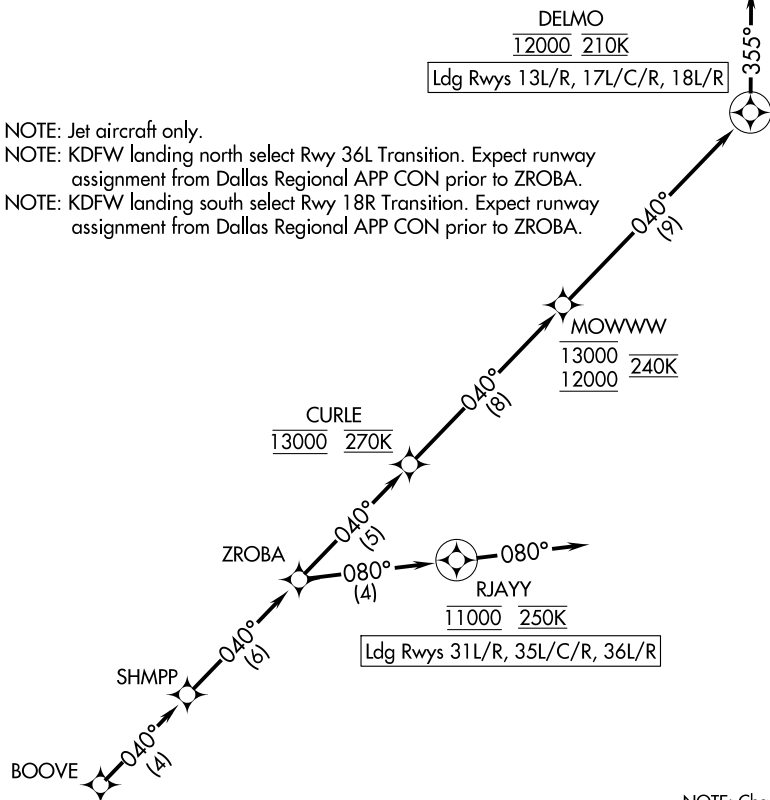 DELMO
12000 210K
Ldg Rwys 13L/R, 17L/C/R, 18L/R
355°
NOTE: Jet aircraft only.
NOTE: KDFW landing north select Rwy 36L Transition. Expect runway
assignment from Dallas Regional APP CON prior to ZROBA.
NOTE: KDFW landing south select Rwy 18R Transition. Expect runway
assignment from Dallas Regional APP CON prior to ZROBA.
040°
(9)
MOWWW
13000
12000
240K
040°
(8)
CURLE
13000 270K
040°
(5)
ZROBA
080°
(4)
080°
RJAYY
11000 250K
Ldg Rwys 31L/R, 35L/C/R, 36L/R
040°
(6)
SHMPP
040°
(4)
BOOVE